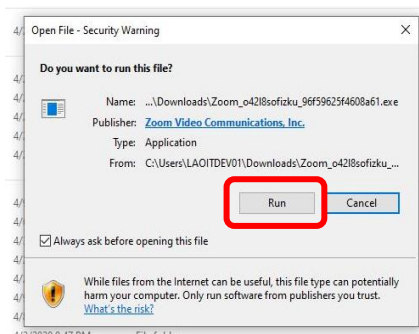 Open File - Security Warning
Do you want to run this file?
Name: ...\Downloads\Zoom_o42l8sofizku_96f59625f4608a61.exe
Publisher: Zoom Video Communications, Inc.
Type: Application
From: C:\Users\LAOITDEV01\Downloads\Zoom_o42l8sofizku_...
Run Cancel
Always ask before opening this file
While files from the Internet can be useful, this file type can potentially
harm your computer. Only run software from publishers you trust.
What's the risk?